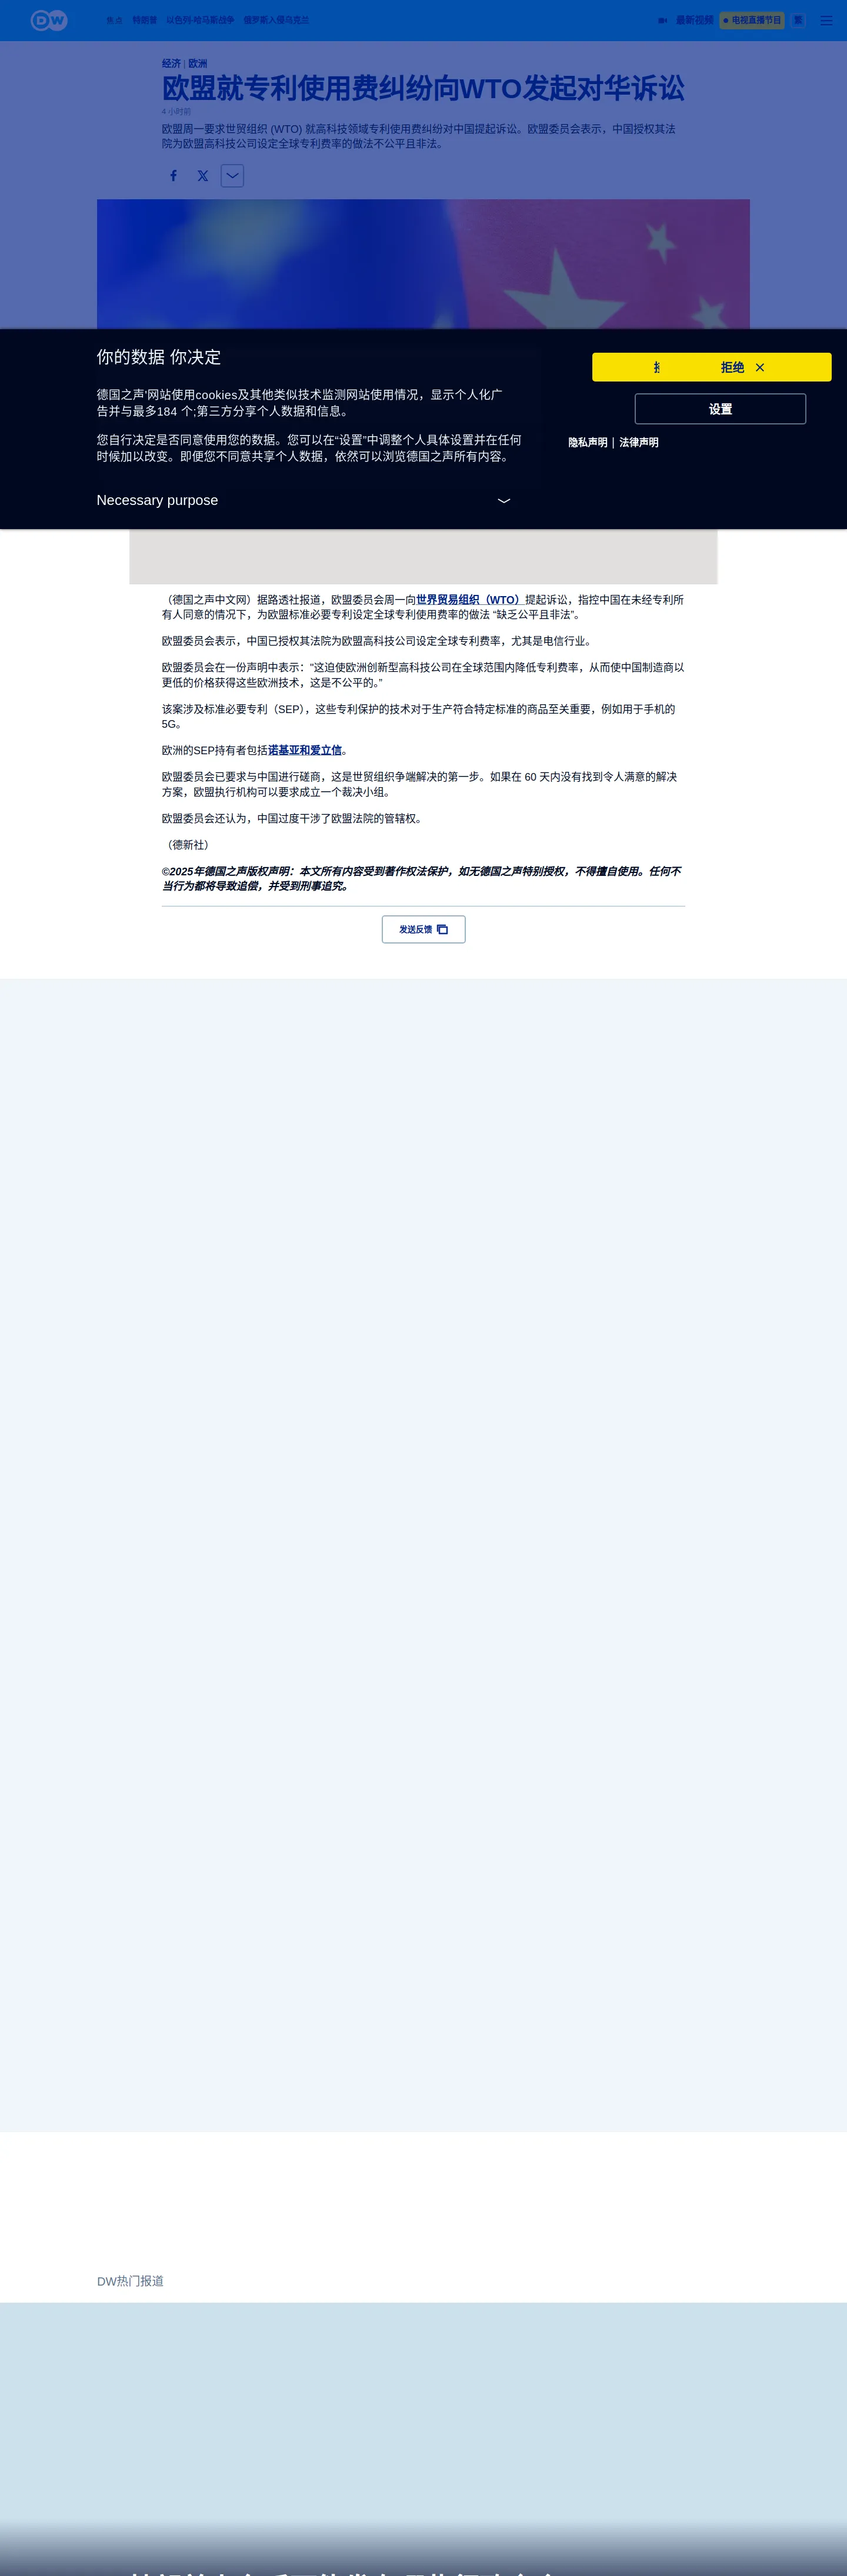 DW
焦点 特朗普 以色列-哈马斯战争 俄罗斯入侵乌克兰
最新视频 电视直播节目
经济 | 欧洲
欧盟就专利使用费纠纷向WTO发起对华诉讼
4 小时前
欧盟周一要求世贸组织 (WTO) 就高科技领域专利使用费纠纷对中国提起诉讼。欧盟委员会表示，中国授权其法
院为欧盟高科技公司设定全球专利费率的做法不公平且非法。
你的数据 你决定
德国之声'网站使用cookies及其他类似技术监测网站使用情况，显示个人化广
告并与最多184 个;第三方分享个人数据和信息。
您自行决定是否同意使用您的数据。您可以在“设置”中调整个人具体设置并在任何
时候加以改变。即便您不同意共享个人数据，依然可以浏览德国之声所有内容。
Necessary purpose
拒绝
设置
隐私声明 | 法律声明
（德国之声中文网）据路透社报道，欧盟委员会周一向世界贸易组织（WTO）提起诉讼，指控中国在未经专利所
有人同意的情况下，为欧盟标准必要专利设定全球专利使用费率的做法 “缺乏公平且非法”。
欧盟委员会表示，中国已授权其法院为欧盟高科技公司设定全球专利费率，尤其是电信行业。
欧盟委员会在一份声明中表示："这迫使欧洲创新型高科技公司在全球范围内降低专利费率，从而使中国制造商以
更低的价格获得这些欧洲技术，这是不公平的。”
该案涉及标准必要专利（SEP），这些专利保护的技术对于生产符合特定标准的商品至关重要，例如用于手机的
5G。
欧洲的SEP持有者包括诺基亚和爱立信。
欧盟委员会已要求与中国进行磋商，这是世贸组织争端解决的第一步。如果在 60 天内没有找到令人满意的解决
方案，欧盟执行机构可以要求成立一个裁决小组。
欧盟委员会还认为，中国过度干涉了欧盟法院的管辖权。
（德新社）
©2025年德国之声版权声明：本文所有内容受到著作权法保护，如无德国之声特别授权，不得擅自使用。任何不
当行为都将导致追偿，并受到刑事追究。
发送反馈
DW热门报道